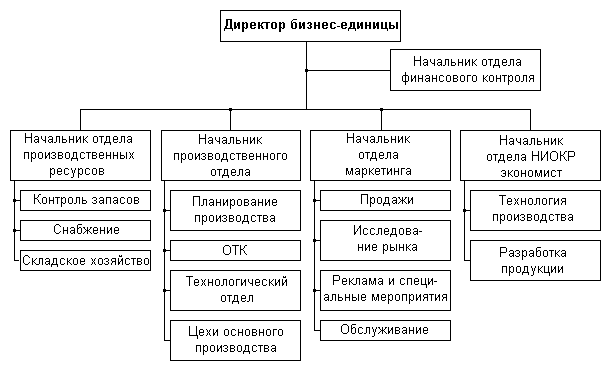 Директор бизнес-единицы
Начальник отдела
финансового контроля
Начальник отдела
производственных
ресурсов
Контроль запасов
Снабжение
Складское хозяйство
Начальник
производственного
отдела
Планирование
производства
ОТК
Технологический
отдел
Цехи основного
производства
Начальник
отдела
маркетинга
Продажи
Исследова-
ние рынка
Реклама и специ-
альные мероприятия
Обслуживание
Начальник
отдела НИОКР
экономист
Технология
производства
Разработка
продукции